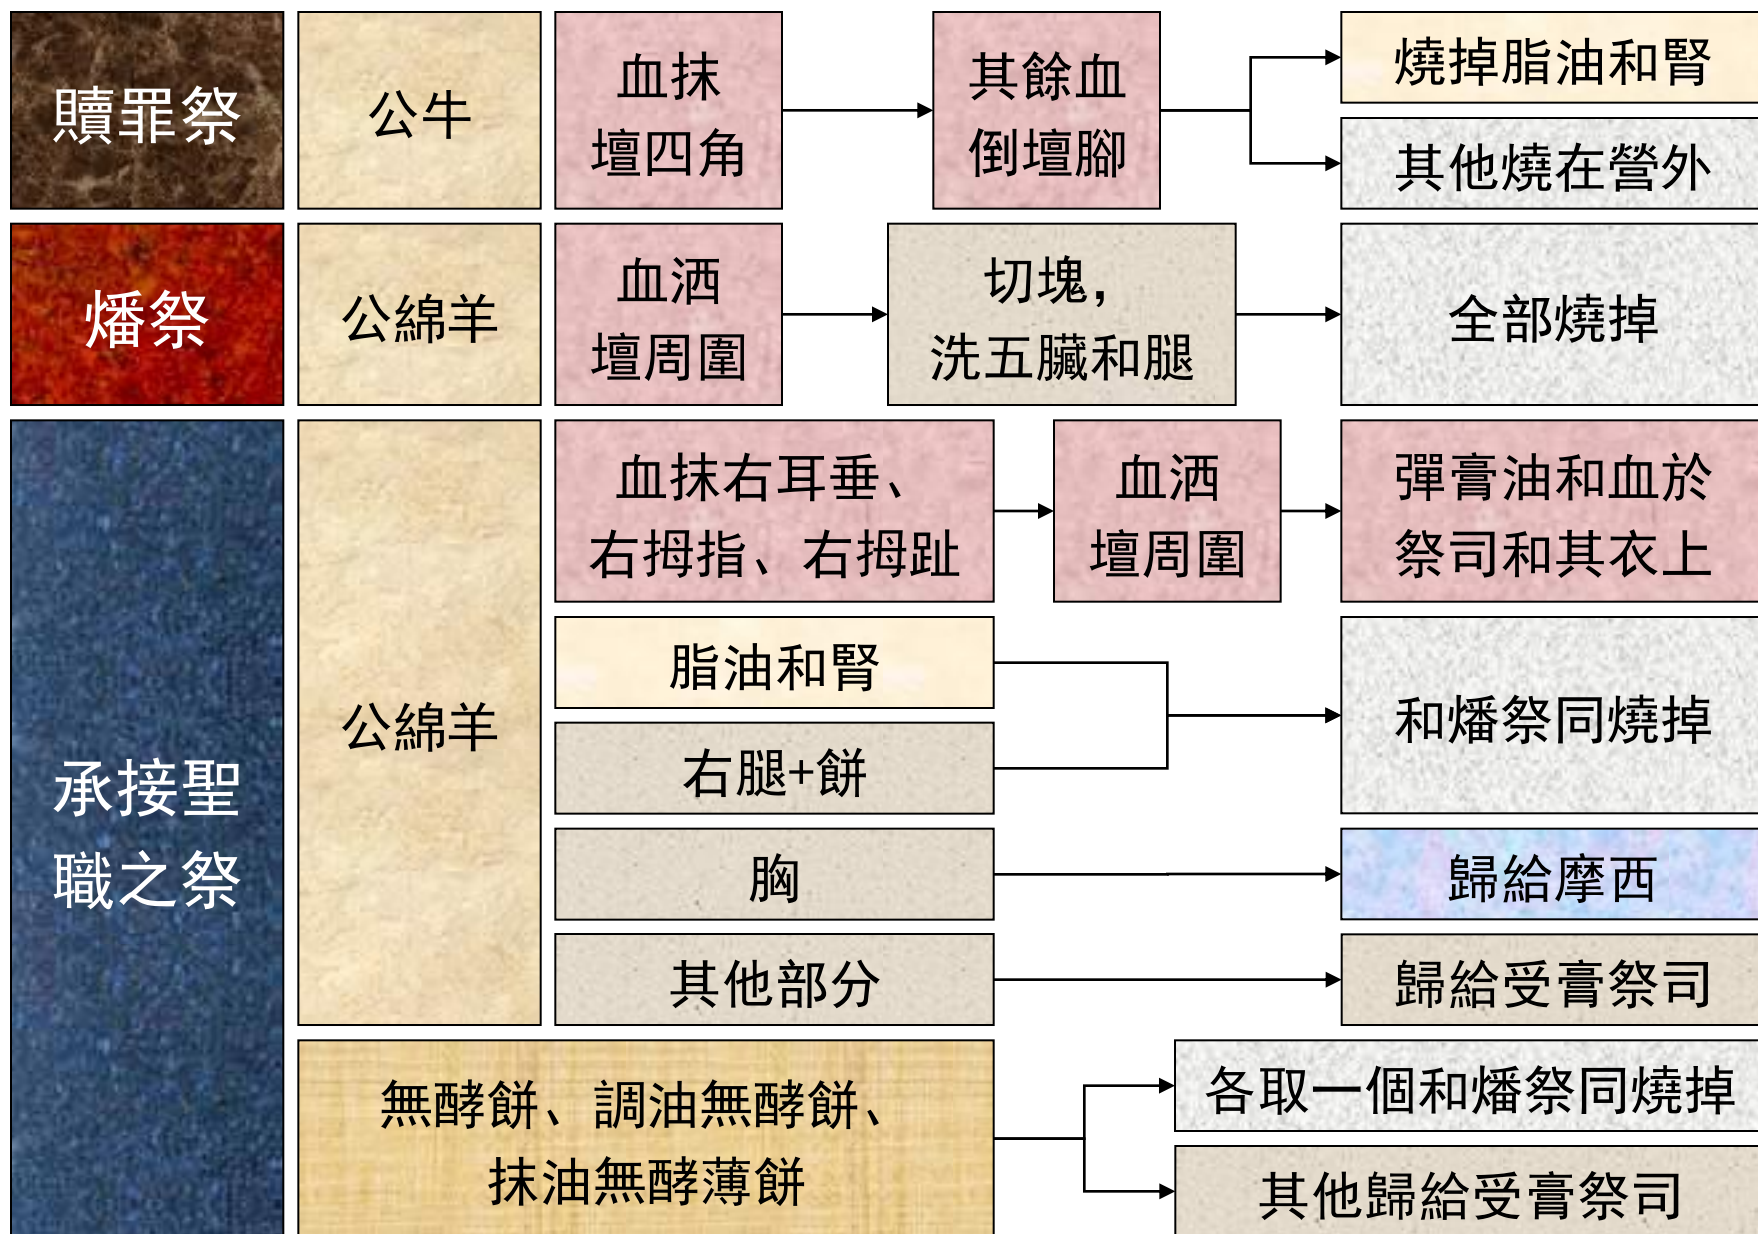 贖罪祭
公牛
血抹
壇四角
其餘血
倒壇腳
燒掉脂油和腎
其他燒在營外
燔祭
公綿羊
血洒
壇周圍
切塊，
洗五臟和腿
全部燒掉
承接聖
職之祭
公綿羊
血抹右耳垂、
右拇指、右拇趾
血洒
壇周圍
彈膏油和血於
祭司和其衣上
脂油和腎
右腿+餅
和燔祭同燒掉
胸
歸給摩西
其他部分
歸給受膏祭司
無酵餅、調油無酵餅、
抹油無酵薄餅
各取一個和燔祭同燒掉
其他歸給受膏祭司